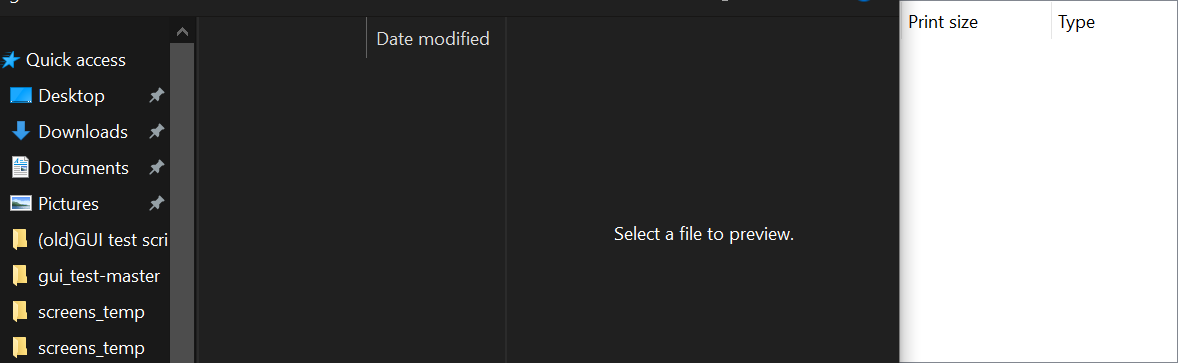 Quick access
Desktop
Downloads
Documents
Pictures
(old)GUI test scri
gui_test-master
screens_temp
screens_temp
Date modified
Select a file to preview.
Print size
Type